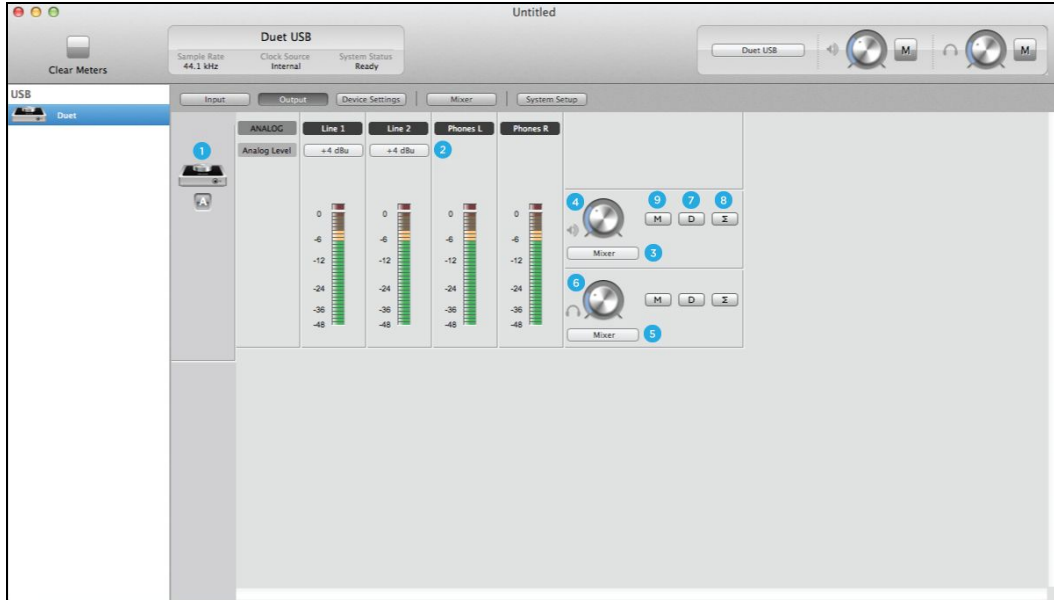 Untitled
Clear Meters
Duet USB
Sample Rate Clock Source System Status
44.1 kHz Internal Ready
Duet USB M M
USB
Duet
Input Output Device Settings Mixer System Setup
ANALOG Line 1 Line 2 Phones L Phones R
1 Analog Level +4 dBu +4 dBu 2
A
4 9 7 8
M D Σ
Mixer 3
6
M D Σ
Mixer 5
0 0 0 0
-6 -6 -6 -6
-12 -12 -12 -12
-24 -24 -24 -24
-36 -36 -36 -36
-48 -48 -48 -48